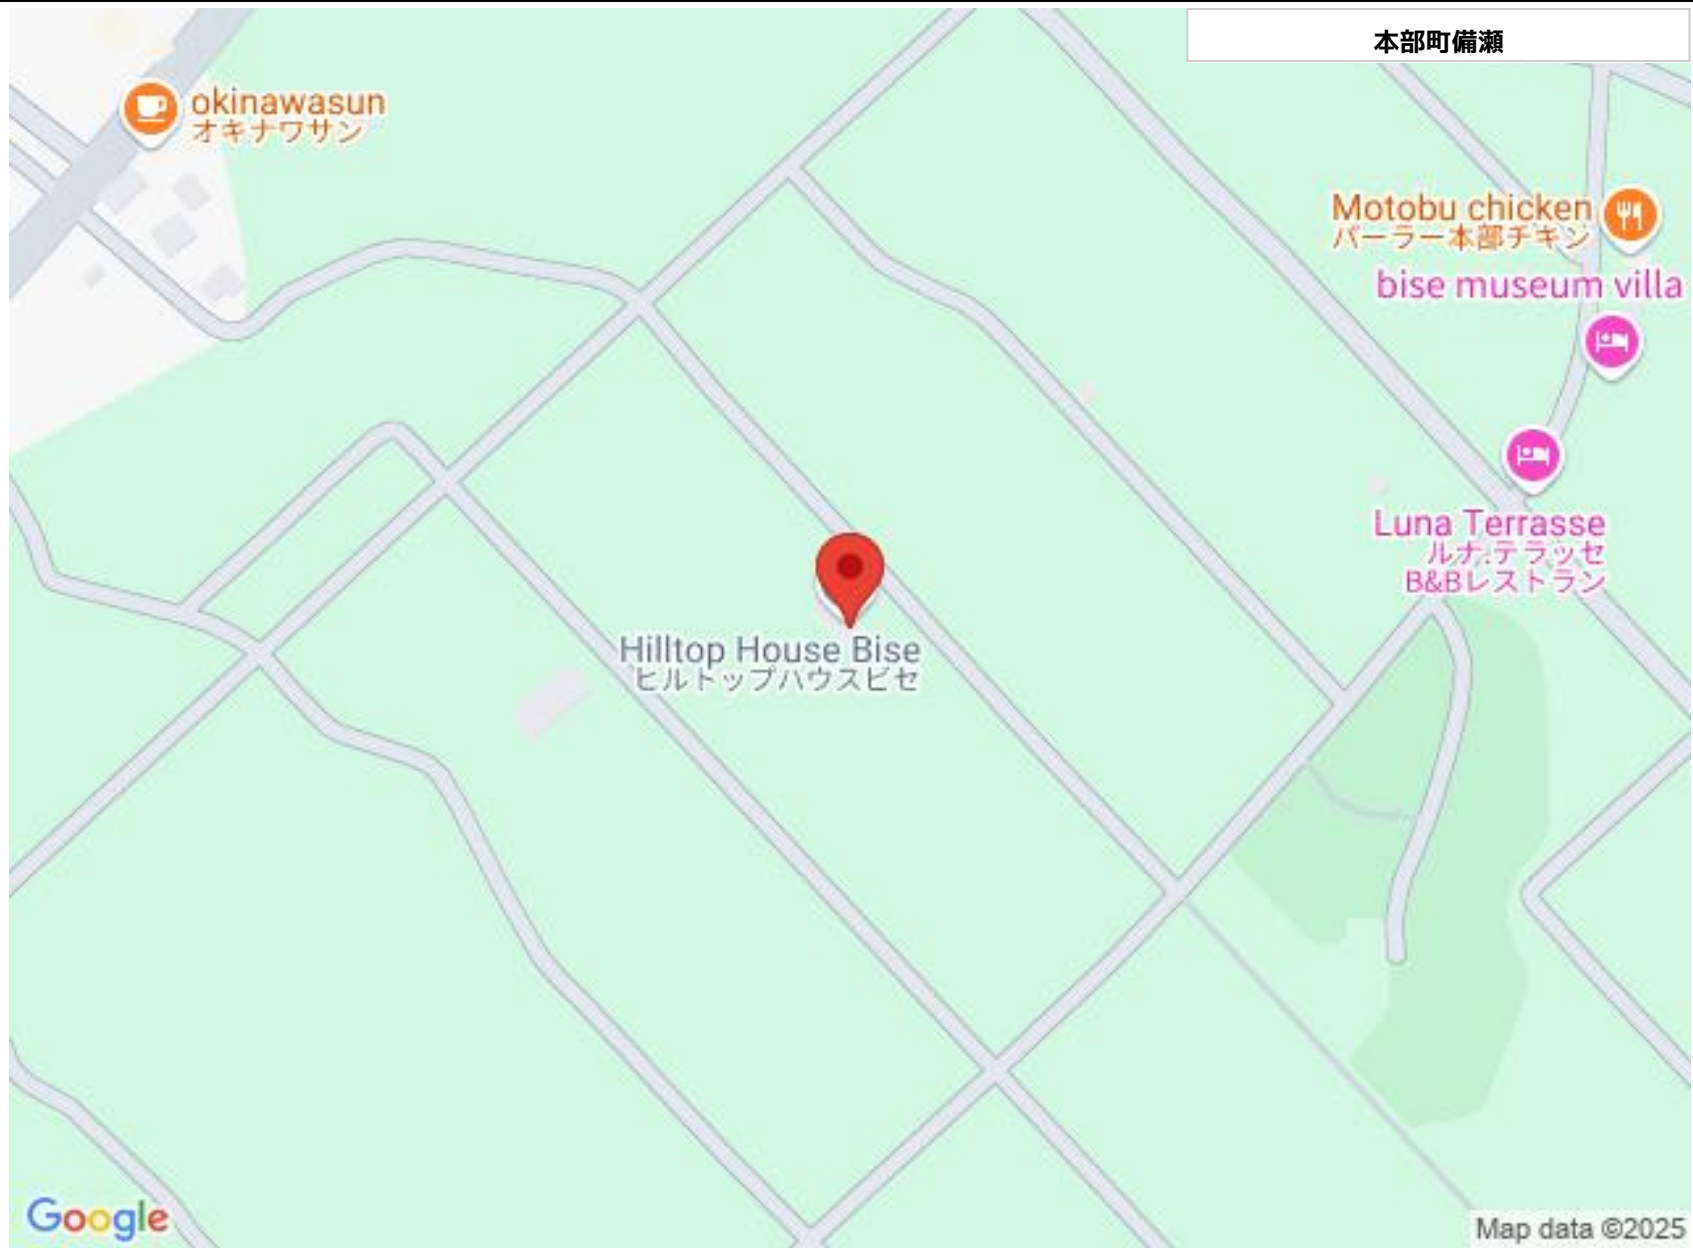 本部町備瀬
okinawasun
オキナワサン
Motobu chicken
パーラー本部チキン
bise museum villa
Luna Terrasse
ルナ.テラッセ
B&Bレストラン
Hilltop House Bise
ヒルトップハウスビセ
Google
Map data ©2025